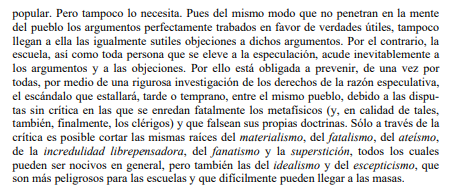 popular. Pero tampoco lo necesita. Pues del mismo modo que no penetran en la mente
del pueblo los argumentos perfectamente trabados en favor de verdades útiles, tampoco
llegan a ella las igualmente sutiles objeciones a dichos argumentos. Por el contrario, la
escuela, así como toda persona que se eleve a la especulación, acude inevitablemente a
los argumentos y a las objeciones. Por ello está obligada a prevenir, de una vez por
todas, por medio de una rigurosa investigación de los derechos de la razón especulativa,
el escándalo que estallará, tarde o temprano, entre el mismo pueblo, debido a las dispu-
tas sin crítica en las que se enredan fatalmente los metafísicos (y, en calidad de tales,
también, finalmente, los clérigos) y que falsean sus propias doctrinas. Sólo a través de la
crítica es posible cortar las mismas raíces del materialismo, del fatalismo, del ateísmo,
de la incredulidad librepensadora, del fanatismo y la superstición, todos los cuales
pueden ser nocivos en general, pero también las del idealismo y del escepticismo, que
son más peligrosos para las escuelas y que difícilmente pueden llegar a las masas.